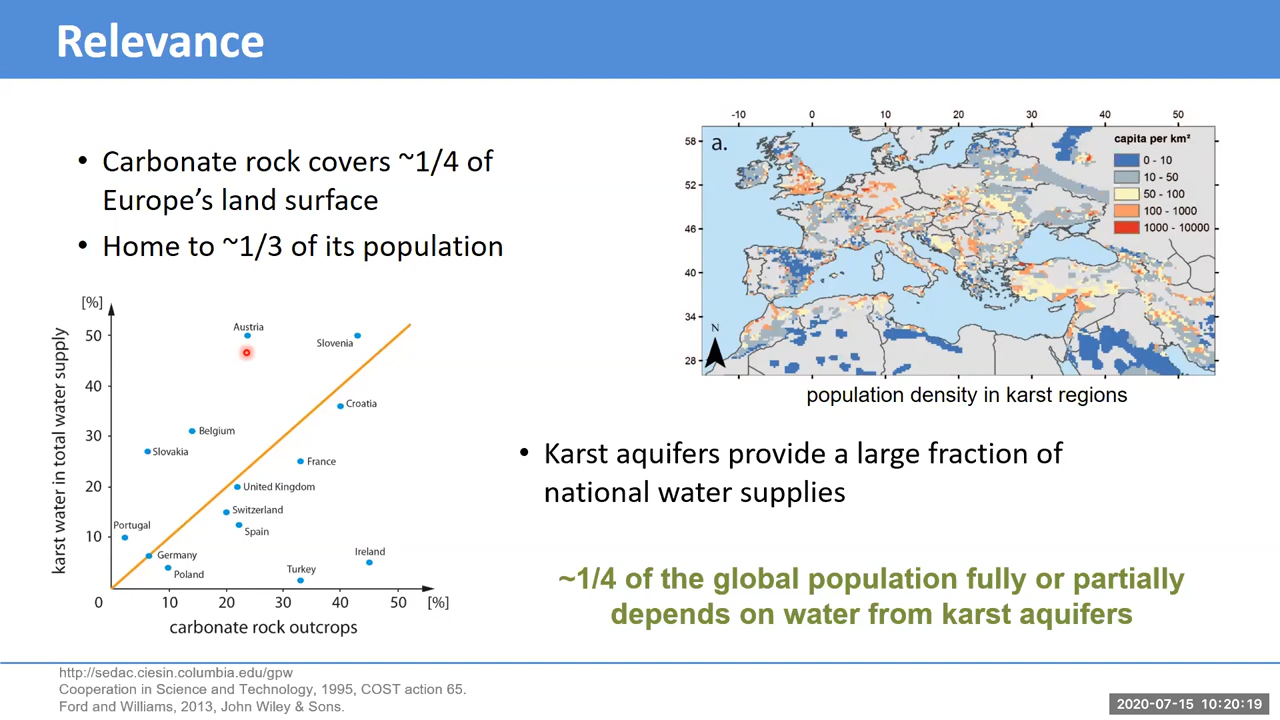 Relevance
• Carbonate rock covers ~1/4 of
Europe's land surface
• Home to ~1/3 of its population
[%]
karst water in total water supply
50
40
30
20
10
0
10
20
30
40
50
[%]
carbonate rock outcrops
Austria
Slovenia
Croatia
Belgium
Slovakia
France
United Kingdom
Switzerland
Spain
Portugal
Germany
Poland
Turkey
Ireland
-10
0
10
20
30
40
50
58
52
46
40
34
28
a.
N
capita per km²
0 - 10
10 - 50
50 - 100
100 - 1000
1000 - 10000
population density in karst regions
• Karst aquifers provide a large fraction of
national water supplies
~1/4 of the global population fully or partially
depends on water from karst aquifers
http://sedac.ciesin.columbia.edu/gpw
Cooperation in Science and Technology, 1995, COST action 65.
Ford and Williams, 2013, John Wiley & Sons.
2020-07-15 10:20:19